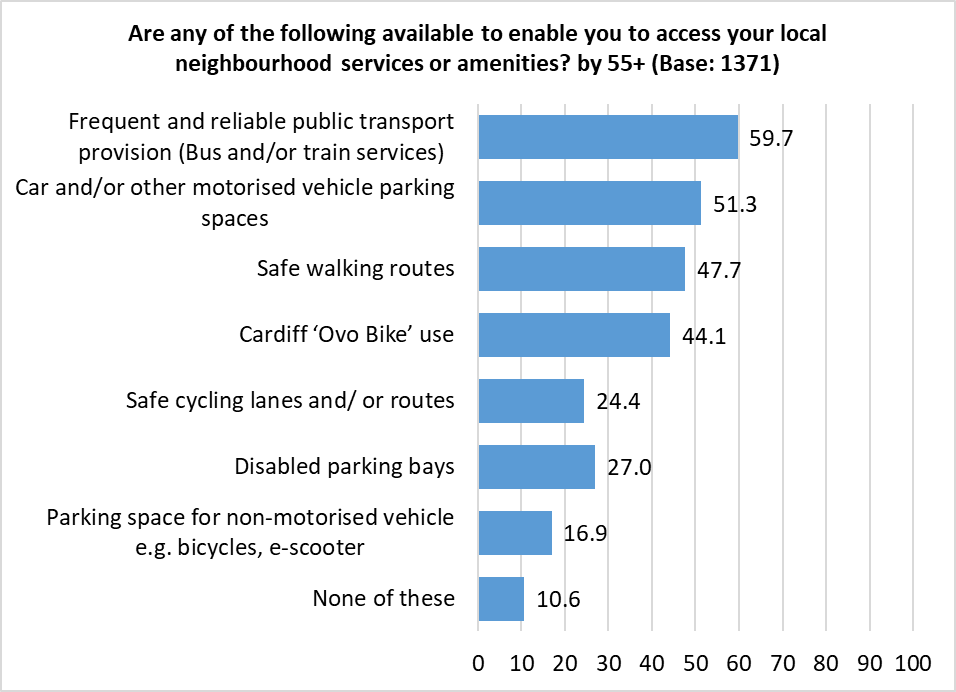 Are any of the following available to enable you to access your local
neighbourhood services or amenities? by 55+ (Base: 1371)
Frequent and reliable public transport
provision (Bus and/or train services)
59.7
Car and/or other motorised vehicle parking
spaces
51.3
Safe walking routes
47.7
Cardiff ‘Ovo Bike’ use
44.1
Safe cycling lanes and/ or routes
24.4
Disabled parking bays
27.0
Parking space for non-motorised vehicle
e.g. bicycles, e-scooter
16.9
None of these
10.6
0 10 20 30 40 50 60 70 80 90 100